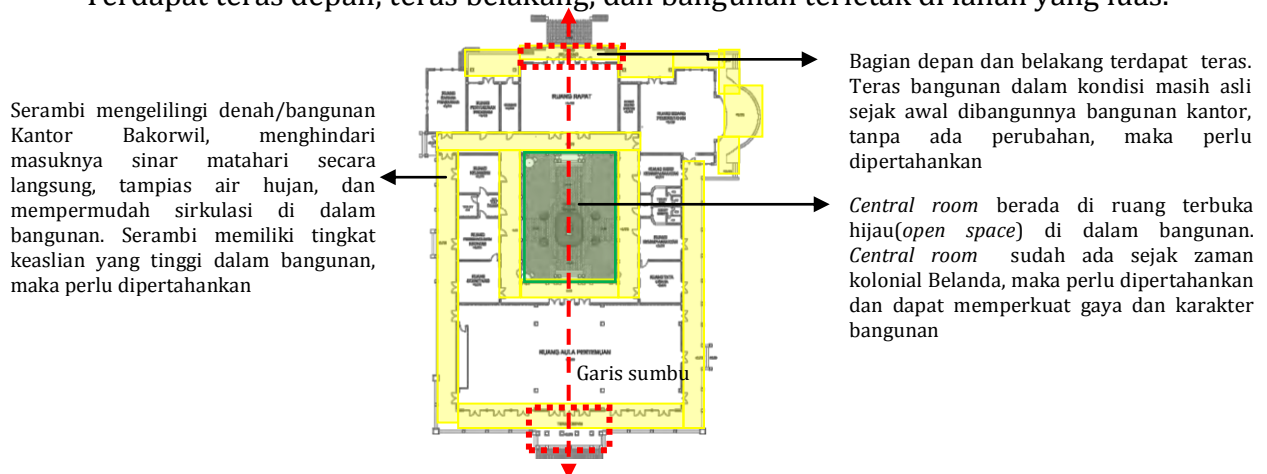 Terdapat teras depan, teras belakang, dan bangunan terletak di lahan yang luas.
Serambi mengelilingi denah/bangunan
Kantor Bakorwil, menghindari
masuknya sinar matahari secara
langsung, tampias air hujan, dan
mempermudah sirkulasi di dalam
bangunan. Serambi memiliki tingkat
keaslian yang tinggi dalam bangunan,
maka perlu dipertahankan
RUANG RAPAT
RUANG AULA PERTEMUAN
Garis sumbu
Bagian depan dan belakang terdapat teras.
Teras bangunan dalam kondisi masih asli
sejak awal dibangunnya bangunan kantor,
tanpa ada perubahan, maka perlu
dipertahankan
Central room berada di ruang terbuka
hijau(open space) di dalam bangunan.
Central room sudah ada sejak zaman
kolonial Belanda, maka perlu dipertahankan
dan dapat memperkuat gaya dan karakter
bangunan